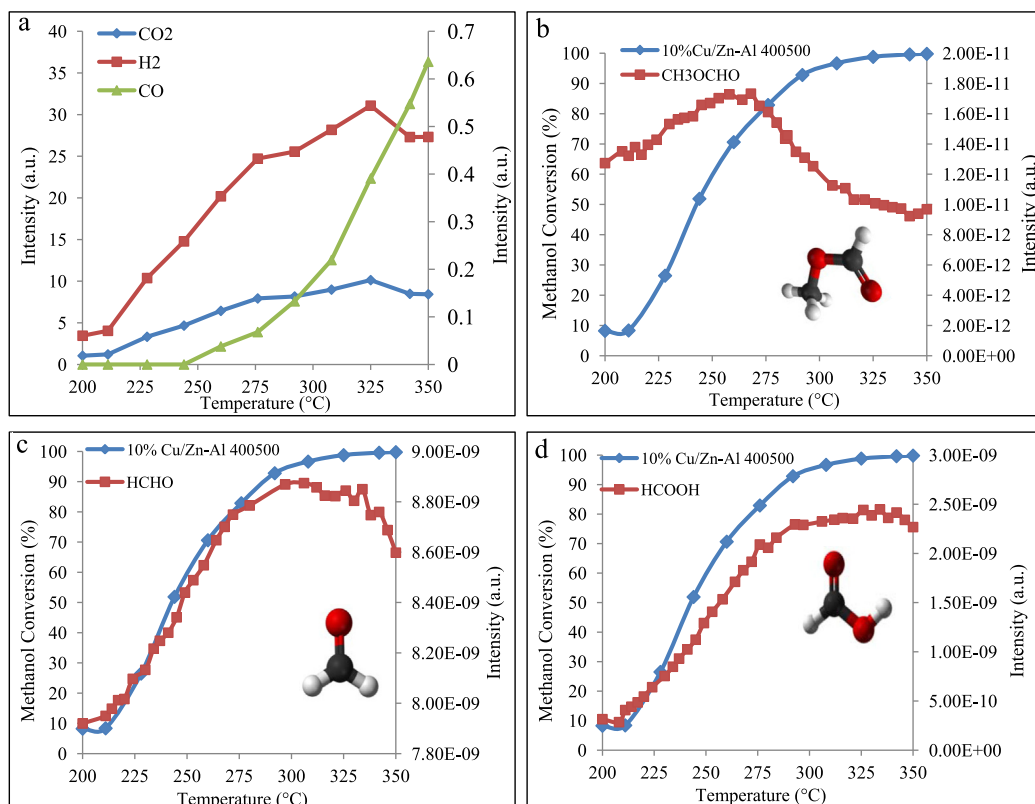 a
CO2
H2
CO
40
35
30
25
20
15
10
5
0
0.7
0.6
0.5
0.4
0.3
0.2
0.1
0
200
225
250
275
300
325
350
Intensity (a.u.)
Intensity (a.u.)
Temperature (°C)
b
10%Cu/Zn-Al 400500
CH3OCHO
100
90
80
70
60
50
40
30
20
10
0
2.00E-11
1.80E-11
1.60E-11
1.40E-11
1.20E-11
1.00E-11
8.00E-12
6.00E-12
4.00E-12
2.00E-12
0.00E+00
200
225
250
275
300
325
350
Methanol Conversion (%)
Intensity (a.u.)
Temperature (°C)
c
10% Cu/Zn-Al 400500
HCHO
100
90
80
70
60
50
40
30
20
10
0
9.00E-09
8.80E-09
8.60E-09
8.40E-09
8.20E-09
8.00E-09
7.80E-09
200
225
250
275
300
325
350
Methanol Conversion (%)
Intensity (a.u.)
Temperature (°C)
d
10% Cu/Zn-Al 400500
HCOOH
100
90
80
70
60
50
40
30
20
10
0
3.00E-09
2.50E-09
2.00E-09
1.50E-09
1.00E-09
5.00E-10
0.00E+00
200
225
250
275
300
325
350
Methanol Conversion (%)
Intensity (a.u.)
Temperature (°C)